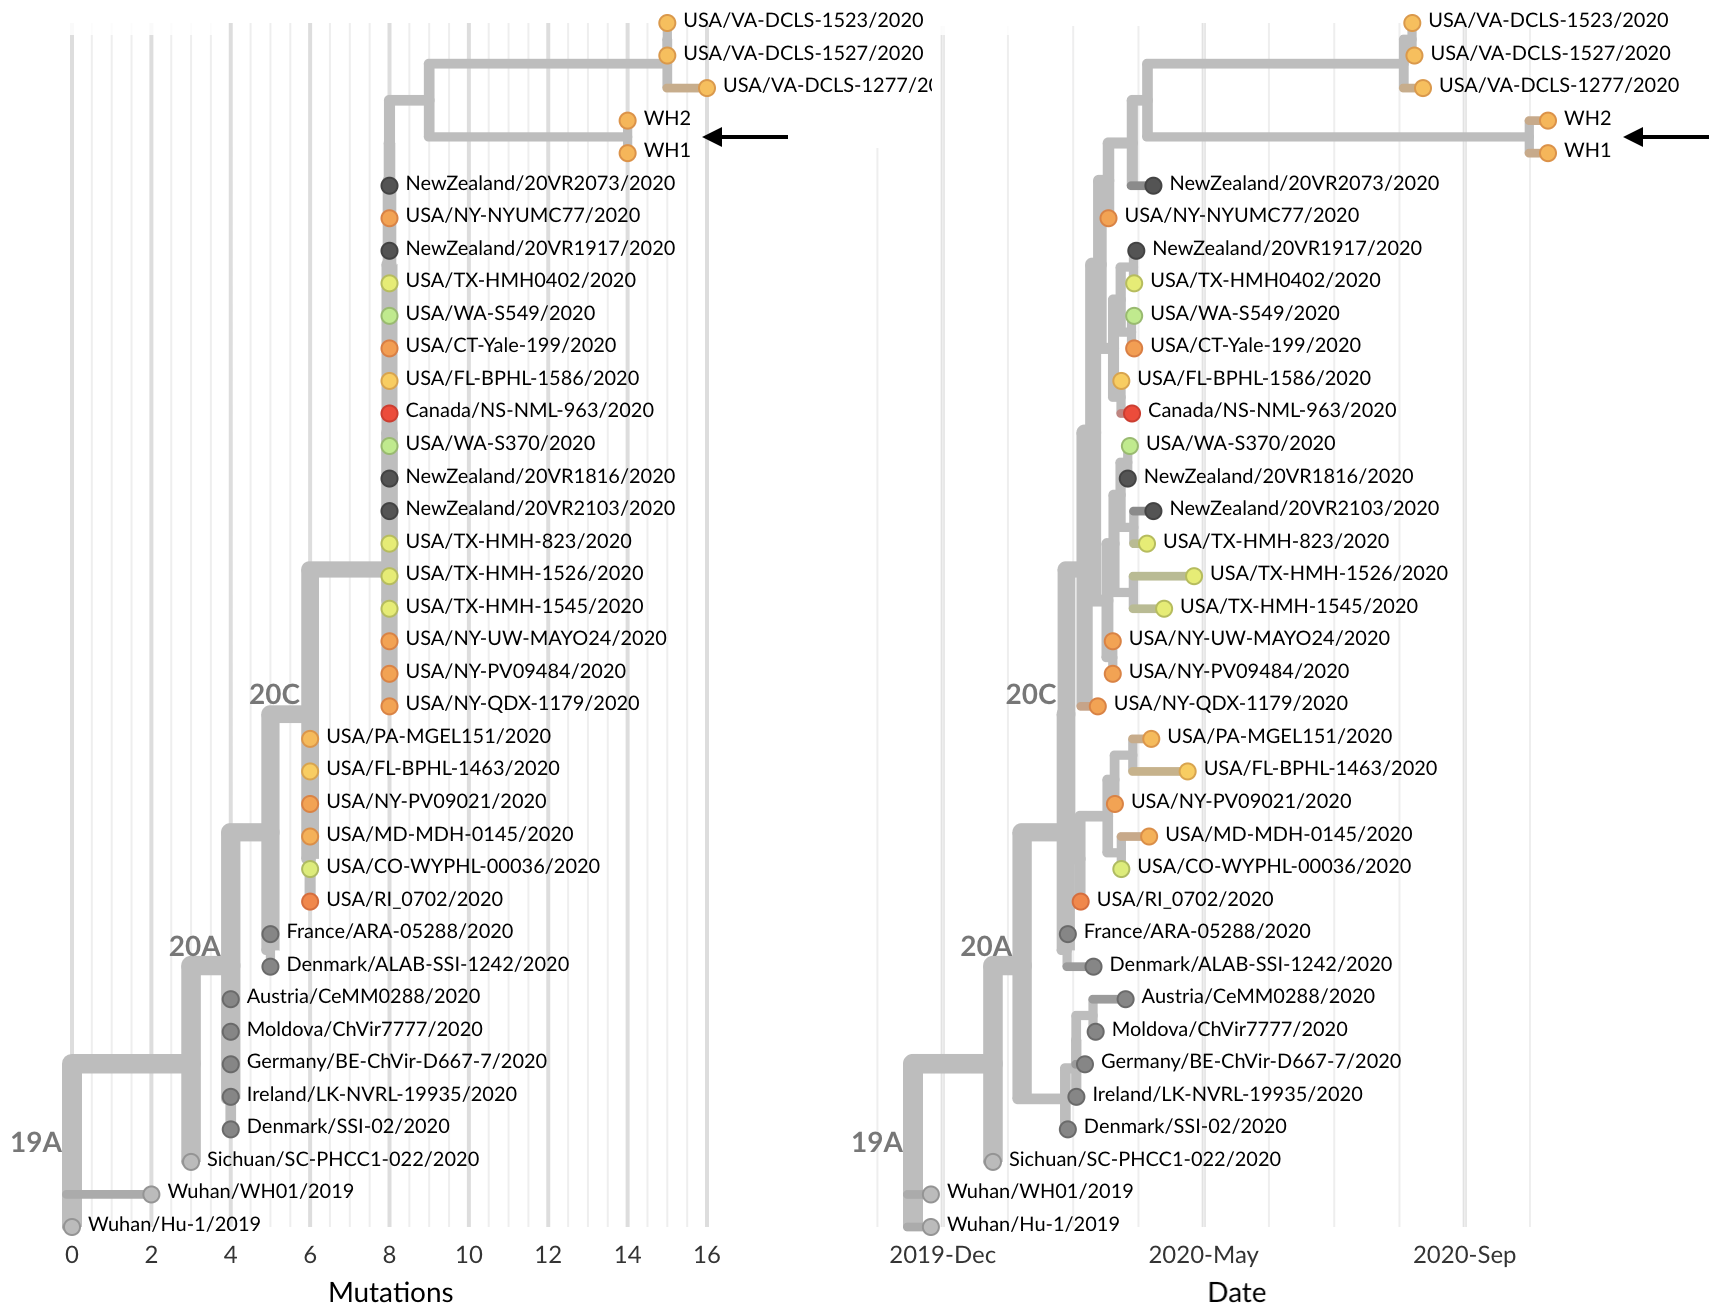 USA/VA-DCLS-1523/2020
USA/VA-DCLS-1527/2020
USA/VA-DCLS-1277/20
WH2
WH1
NewZealand/20VR2073/2020
USA/NY-NYUMC77/2020
NewZealand/20VR1917/2020
USA/TX-HMH0402/2020
USA/WA-S549/2020
USA/CT-Yale-199/2020
USA/FL-BPHL-1586/2020
Canada/NS-NML-963/2020
USA/WA-S370/2020
NewZealand/20VR1816/2020
NewZealand/20VR2103/2020
USA/TX-HMH-823/2020
USA/TX-HMH-1526/2020
USA/TX-HMH-1545/2020
USA/NY-UW-MAYO24/2020
USA/NY-PV09484/2020
20C
USA/NY-QDX-1179/2020
USA/PA-MGEL151/2020
USA/FL-BPHL-1463/2020
USA/NY-PV09021/2020
USA/MD-MDH-0145/2020
USA/CO-WYPHL-00036/2020
USA/RI_0702/2020
France/ARA-05288/2020
20A
Denmark/ALAB-SSI-1242/2020
Austria/CeMM0288/2020
Moldova/ChVir7777/2020
Germany/BE-ChVir-D667-7/2020
Ireland/LK-NVRL-19935/2020
Denmark/SSI-02/2020
19A
Sichuan/SC-PHCC1-022/2020
Wuhan/WH01/2019
Wuhan/Hu-1/2019
0 2 4 6 8 10 12 14 16
Mutations
USA/VA-DCLS-1523/2020
USA/VA-DCLS-1527/2020
USA/VA-DCLS-1277/2020
WH2
WH1
NewZealand/20VR2073/2020
USA/NY-NYUMC77/2020
NewZealand/20VR1917/2020
USA/TX-HMH0402/2020
USA/WA-S549/2020
USA/CT-Yale-199/2020
USA/FL-BPHL-1586/2020
Canada/NS-NML-963/2020
USA/WA-S370/2020
NewZealand/20VR1816/2020
NewZealand/20VR2103/2020
USA/TX-HMH-823/2020
USA/TX-HMH-1526/2020
USA/TX-HMH-1545/2020
USA/NY-UW-MAYO24/2020
USA/NY-PV09484/2020
20C
USA/NY-QDX-1179/2020
USA/PA-MGEL151/2020
USA/FL-BPHL-1463/2020
USA/NY-PV09021/2020
USA/MD-MDH-0145/2020
USA/CO-WYPHL-00036/2020
USA/RI_0702/2020
France/ARA-05288/2020
20A
Denmark/ALAB-SSI-1242/2020
Austria/CeMM0288/2020
Moldova/ChVir7777/2020
Germany/BE-ChVir-D667-7/2020
Ireland/LK-NVRL-19935/2020
Denmark/SSI-02/2020
19A
Sichuan/SC-PHCC1-022/2020
Wuhan/WH01/2019
Wuhan/Hu-1/2019
2019-Dec 2020-May 2020-Sep
Date